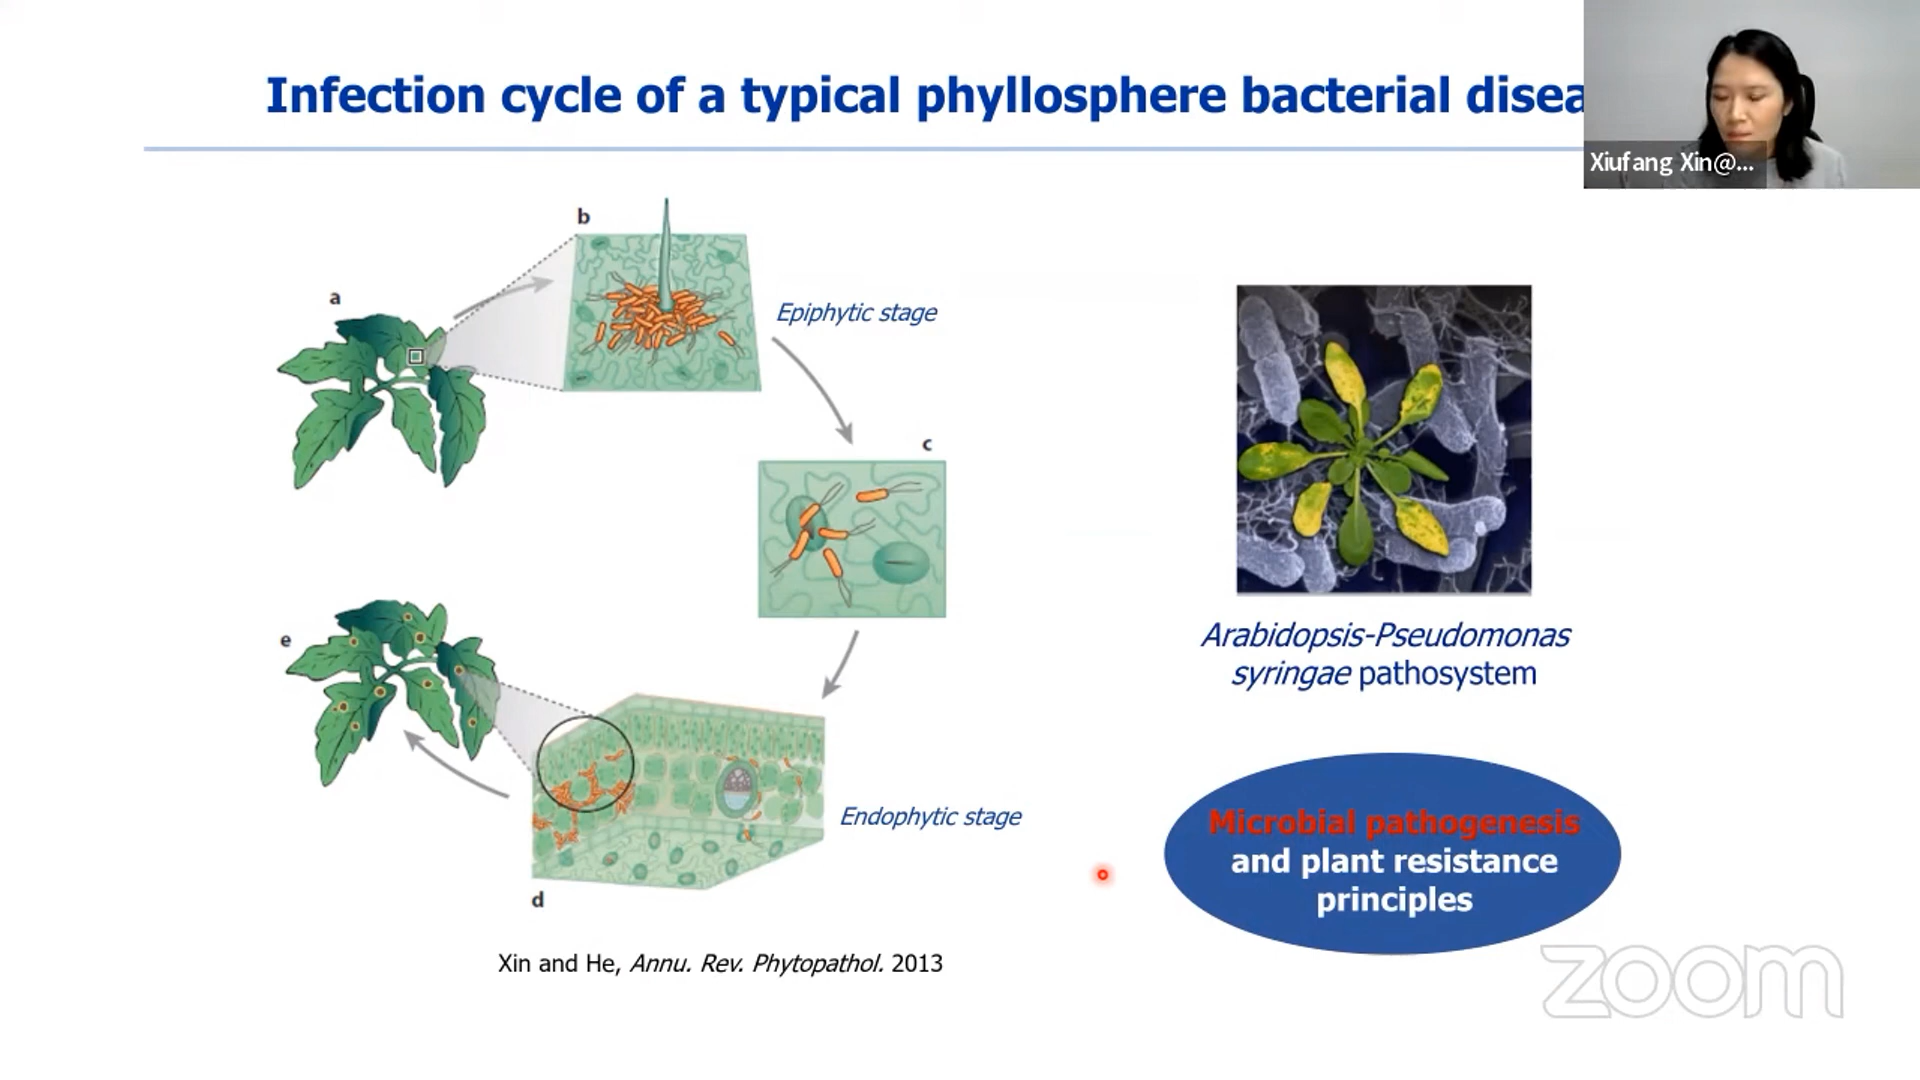 Infection cycle of a typical phyllosphere bacterial disea
Xiufang Xin@...
a
b
Epiphytic stage
c
e
d
Endophytic stage
Xin and He, Annu. Rev. Phytopathol. 2013
Arabidopsis-Pseudomonas
syringae pathosystem
Microbial pathogenesis
and plant resistance
principles
zoom